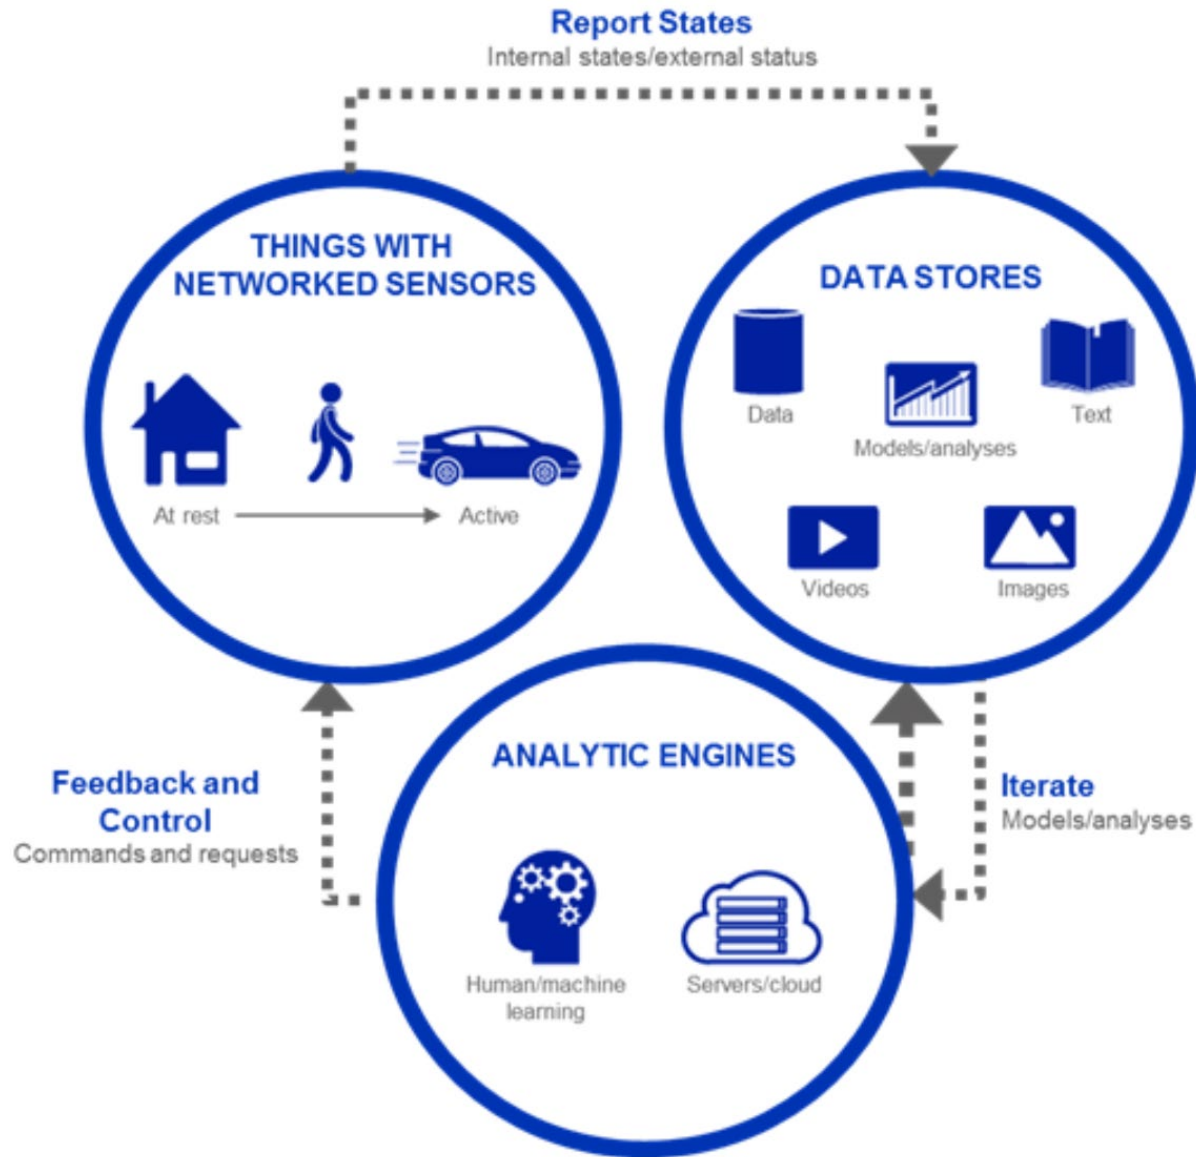 Report States
Internal states/external status
THINGS WITH
NETWORKED SENSORS
At rest
Active
DATA STORES
Data
Models/analyses
Text
Videos
Images
Feedback and
Control
Commands and requests
ANALYTIC ENGINES
Human/machine
learning
Servers/cloud
Iterate
Models/analyses